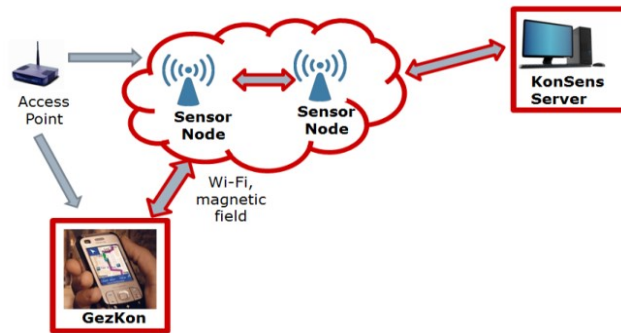 Access
Point
Sensor
Node
Sensor
Node
KonSens
Server
Wi-Fi,
magnetic
field
GezKon